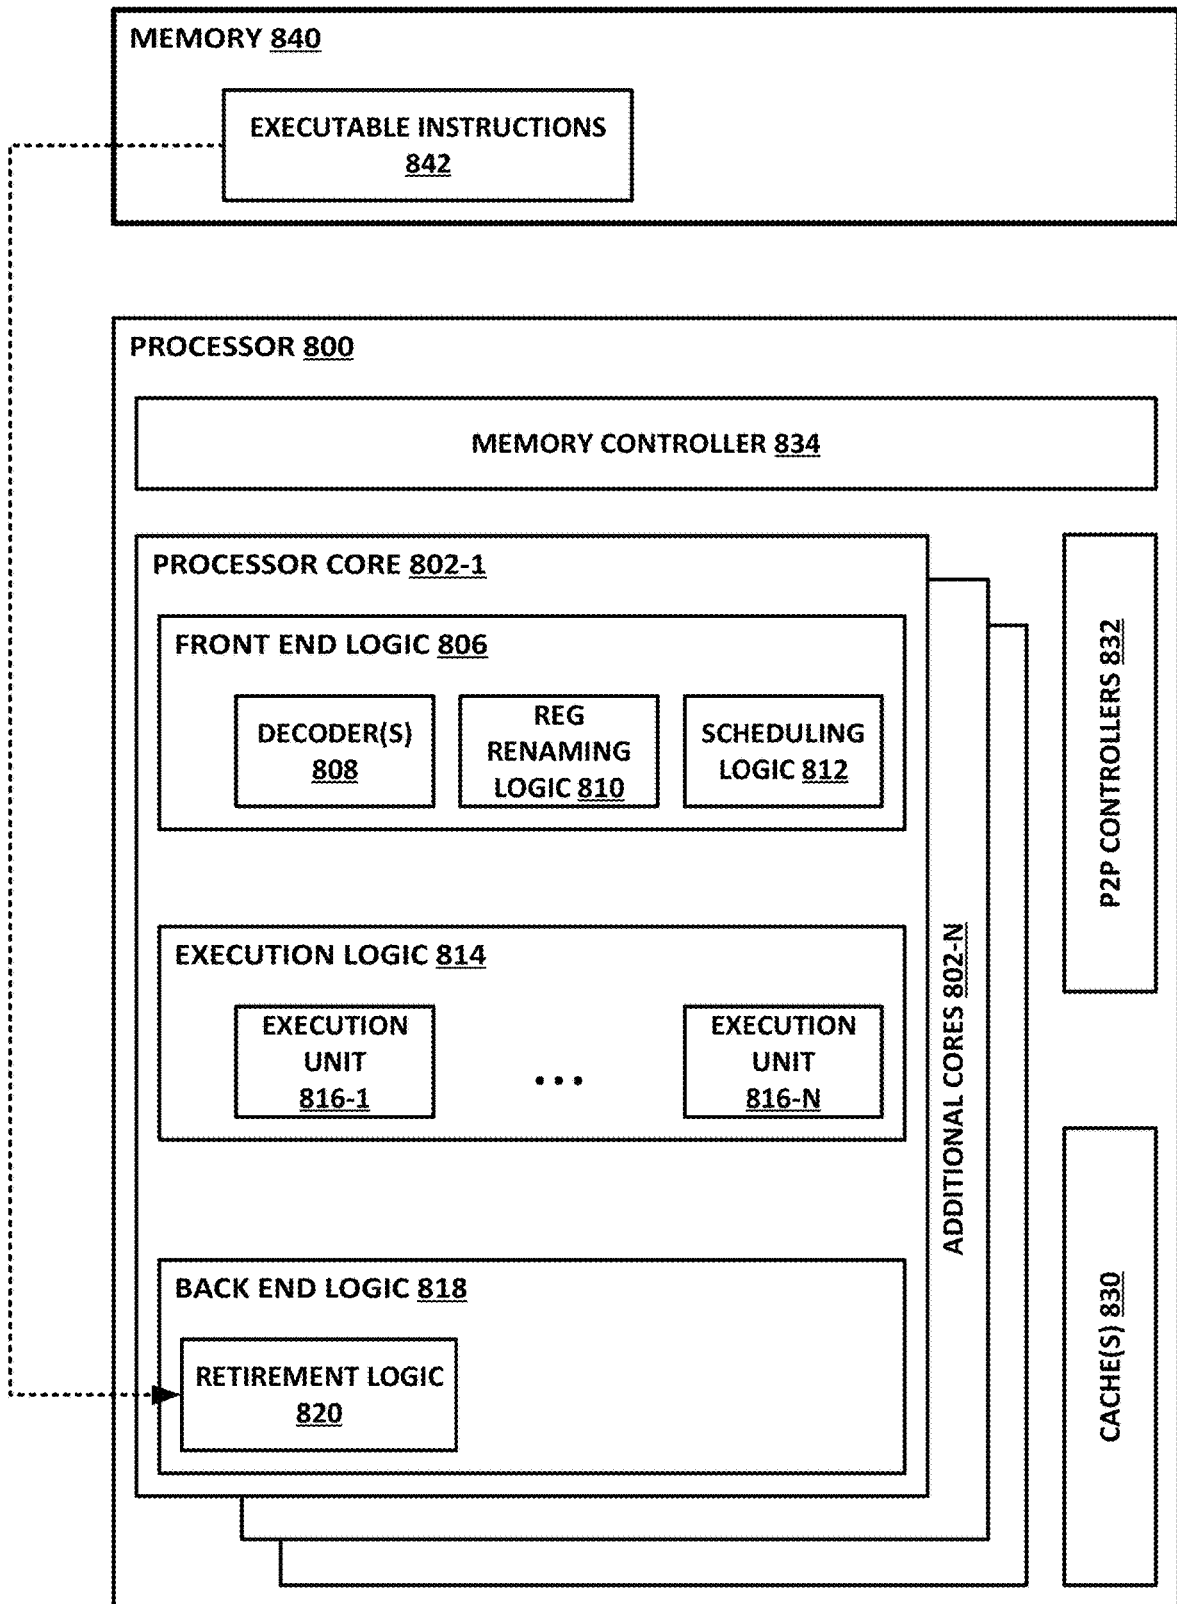 MEMORY 840
EXECUTABLE INSTRUCTIONS
842
PROCESSOR 800
MEMORY CONTROLLER 834
PROCESSOR CORE 802-1
FRONT END LOGIC 806
DECODER(S)
808
REG
RENAMING
LOGIC 810
SCHEDULING
LOGIC 812
EXECUTION LOGIC 814
EXECUTION
UNIT
816-1
...
EXECUTION
UNIT
816-N
BACK END LOGIC 818
RETIREMENT LOGIC
820
ADDITIONAL CORES 802-N
P2P CONTROLLERS 832
CACHE(S) 830